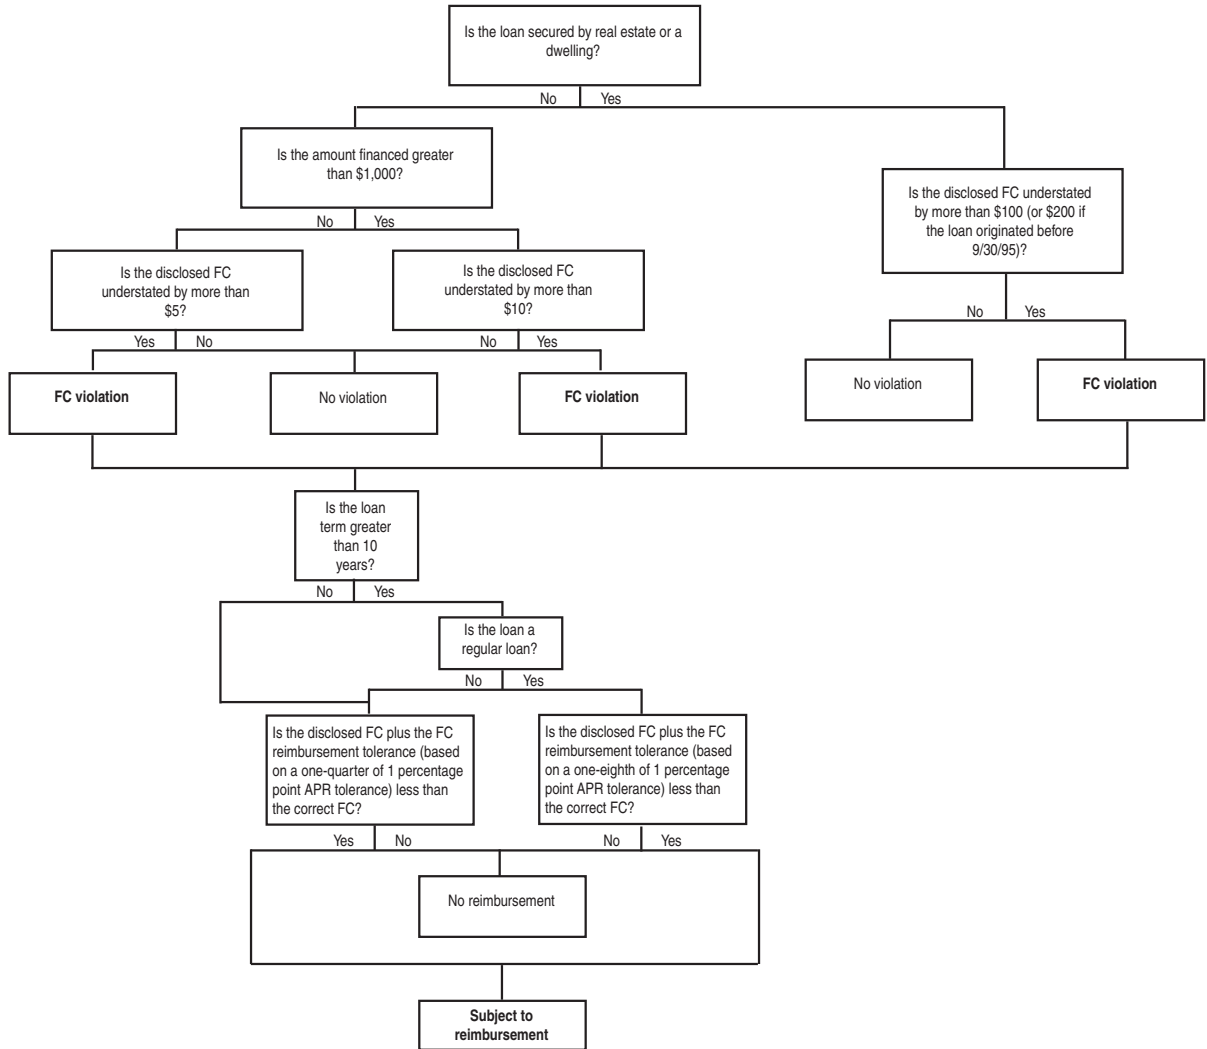 Is the loan secured by real estate or a
dwelling?
No Yes
Is the amount financed greater
than $1,000?
Is the disclosed FC understated
by more than $100 (or $200 if
the loan originated before
9/30/95)?
No Yes
Is the disclosed FC
understated by more than
$5?
Is the disclosed FC
understated by more than
$10?
No Yes
Yes No
No Yes
FC violation
No violation
FC violation
No violation
FC violation
Is the loan
term greater
than 10
years?
No Yes
Is the loan a
regular loan?
No Yes
Is the disclosed FC plus the FC
reimbursement tolerance (based
on a one-quarter of 1 percentage
point APR tolerance) less than
the correct FC?
Is the disclosed FC plus the FC
reimbursement tolerance (based
on a one-eighth of 1 percentage
point APR tolerance) less than
the correct FC?
Yes No
No Yes
No reimbursement
Subject to
reimbursement